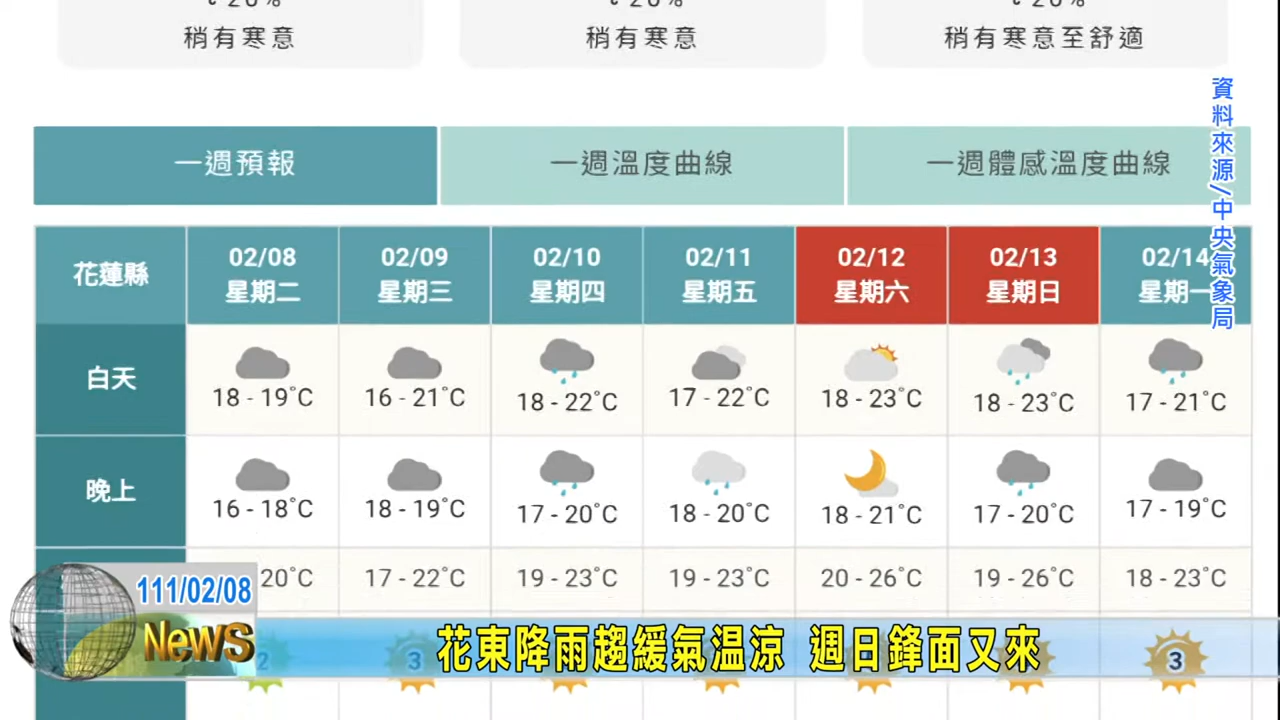 稍有寒意
稍有寒意
稍有寒意至舒適
資料來源/中央氣象局
一週預報
一週溫度曲線
一週體感溫度曲線
花蓮縣
02/08
星期二
02/09
星期三
02/10
星期四
02/11
星期五
02/12
星期六
02/13
星期日
02/14
星期一
白天
18 - 19°C
16 - 21°C
18 - 22°C
17 - 22°C
18 - 23°C
18 - 23°C
17 - 21°C
晚上
16 - 18°C
18 - 19°C
17 - 20°C
18 - 20°C
18 - 21°C
17 - 20°C
17 - 19°C
20°C
17 - 22°C
19 - 23°C
19 - 23°C
20 - 26°C
19 - 26°C
18 - 23°C
111/02/08
NewS
花東降雨趨緩氣温涼 週日鋒面又來
2
3
3